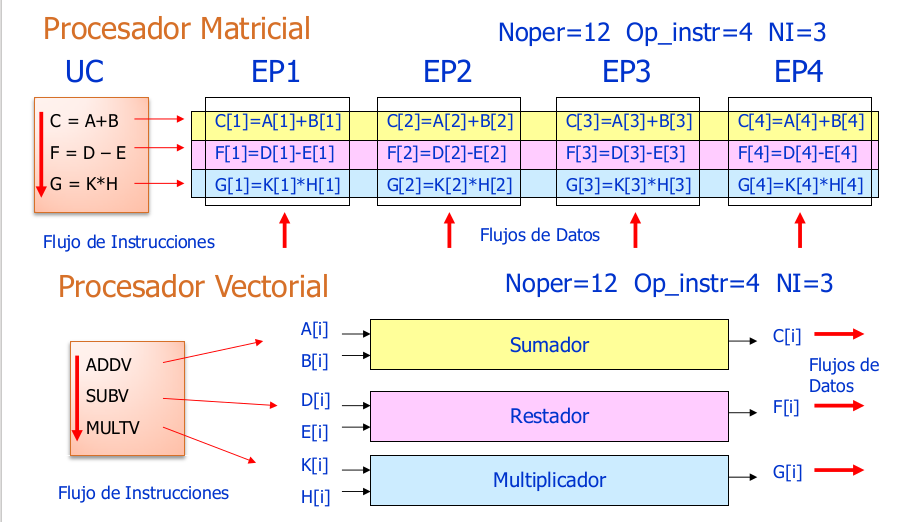 Procesador Matricial
Noper=12 Op_instr=4 NI=3
UC EP1 EP2 EP3 EP4
C = A+B C[1]=A[1]+B[1] C[2]=A[2]+B[2] C[3]=A[3]+B[3] C[4]=A[4]+B[4]
F = D – E F[1]=D[1]-E[1] F[2]=D[2]-E[2] F[3]=D[3]-E[3] F[4]=D[4]-E[4]
G = K*H G[1]=K[1]*H[1] G[2]=K[2]*H[2] G[3]=K[3]*H[3] G[4]=K[4]*H[4]
Flujo de Instrucciones
Flujos de Datos
Procesador Vectorial
Noper=12 Op_instr=4 NI=3
ADDV
SUBV
MULTV
Flujo de Instrucciones
A[i]
B[i]
Sumador
C[i]
D[i]
E[i]
Restador
F[i]
K[i]
H[i]
Multiplicador
G[i]
Flujos de
Datos